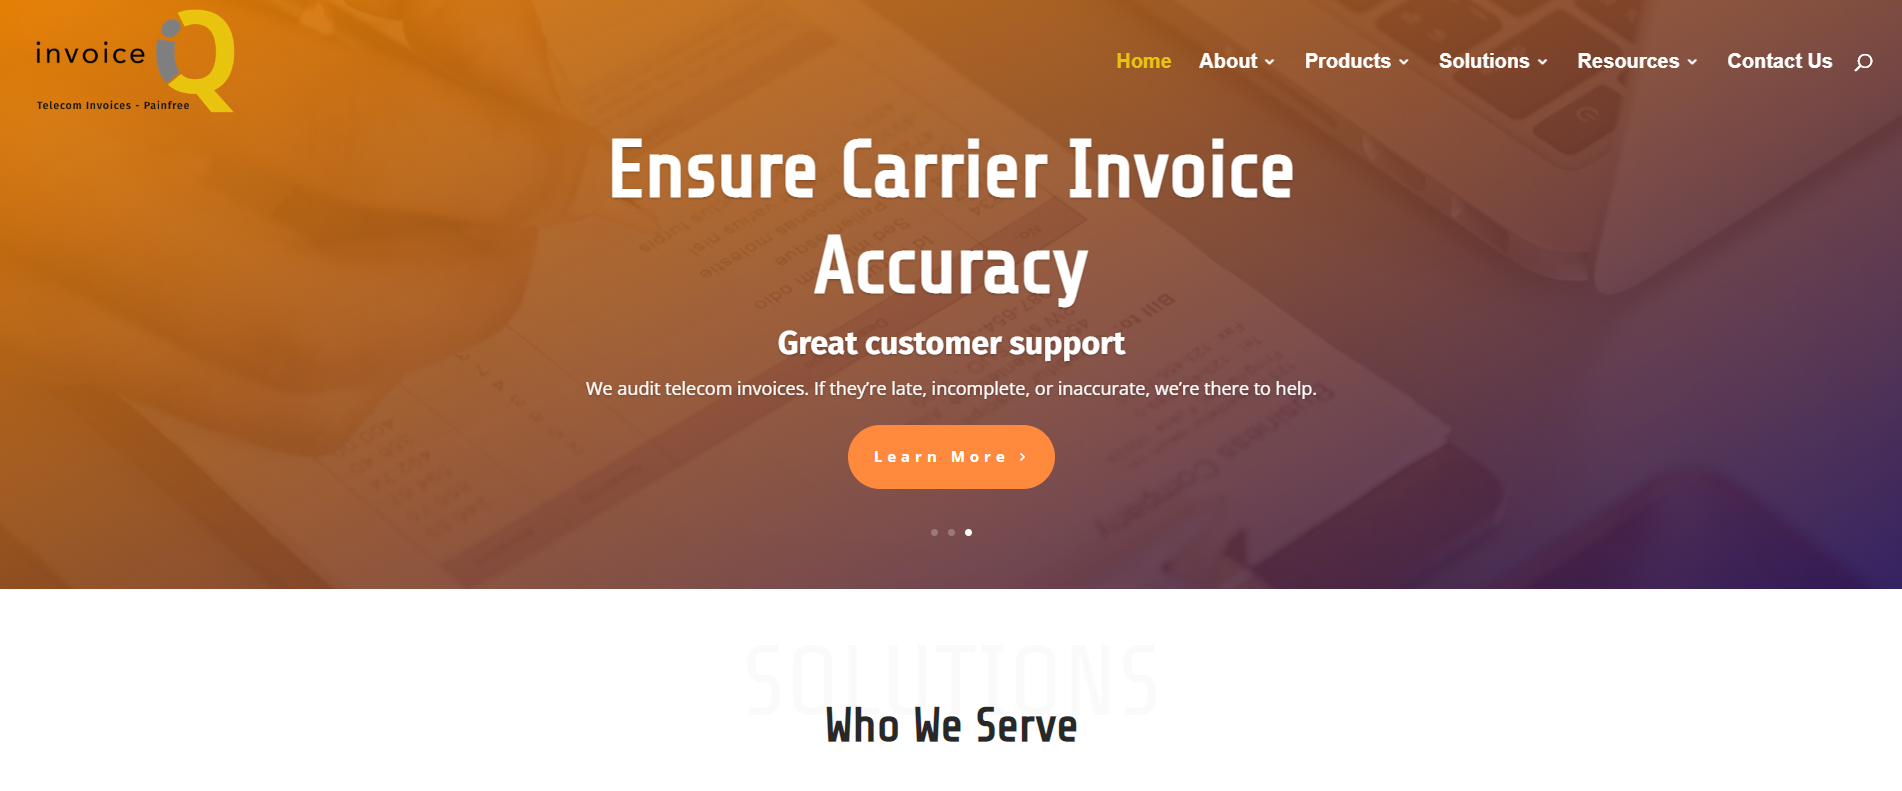 invoice iQ
Telecom Invoices - Painfree
Home About Products Solutions Resources Contact Us
Ensure Carrier Invoice
Accuracy
Great customer support
We audit telecom invoices. If they’re late, incomplete, or inaccurate, we’re there to help.
Learn More
SOLUTIONS
Who We Serve